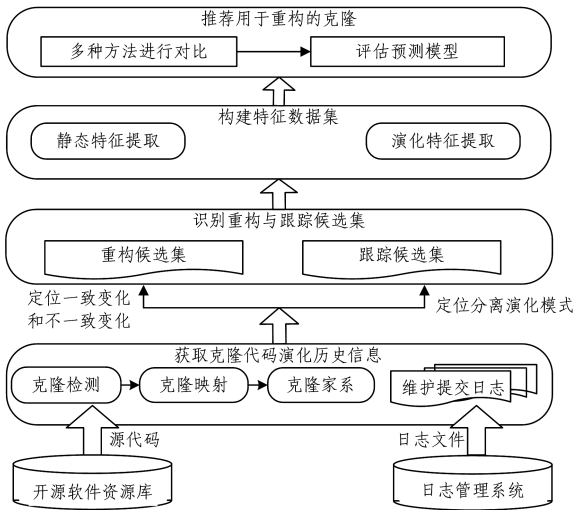 推荐用于重构的克隆
多种方法进行对比
评估预测模型
构建特征数据集
静态特征提取
演化特征提取
识别重构与跟踪候选集
重构候选集
跟踪候选集
定位一致变化
和不一致变化
定位分离演化模式
获取克隆代码演化历史信息
克隆检测
克隆映射
克隆家系
维护提交日志
源代码
日志文件
开源软件资源库
日志管理系统